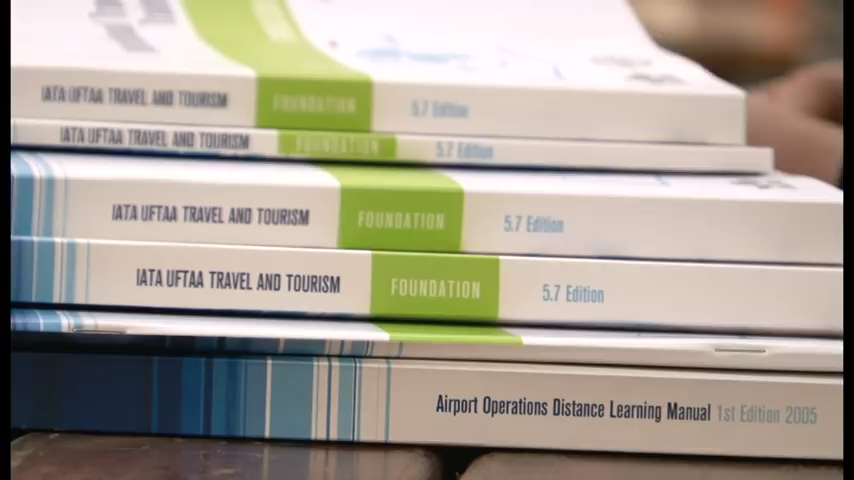 IATA UFTAA TRAVEL AND TOURISM FOUNDATION 5.7 Edition
IATA UFTAA TRAVEL AND TOURISM FOUNDATION 5.7 Edition
IATA UFTAA TRAVEL AND TOURISM FOUNDATION 5.7 Edition
IATA UFTAA TRAVEL AND TOURISM FOUNDATION 5.7 Edition
Airport Operations Distance Learning Manual 1st Edition 2005